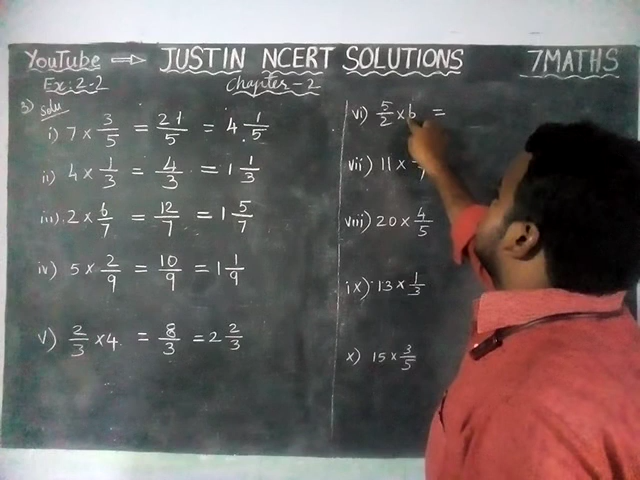 YouTube ⇨ JUSTIN NCERT SOLUTIONS 7MATHS
Ex:2-2 Chapter-2
3) Solu
i) 7 × 3/5 = 21/5 = 4 1/5
ii) 4 × 1/3 = 4/3 = 1 1/3
iii) 2 × 6/7 = 12/7 = 1 5/7
iv) 5 × 2/9 = 10/9 = 1 1/9
v) 2/3 × 4 = 8/3 = 2 2/3
vi) 5/2 × 6 =
vii) 11 × /7
viii) 20 × 4/5
ix) 13 × 1/3
x) 15 × 3/5